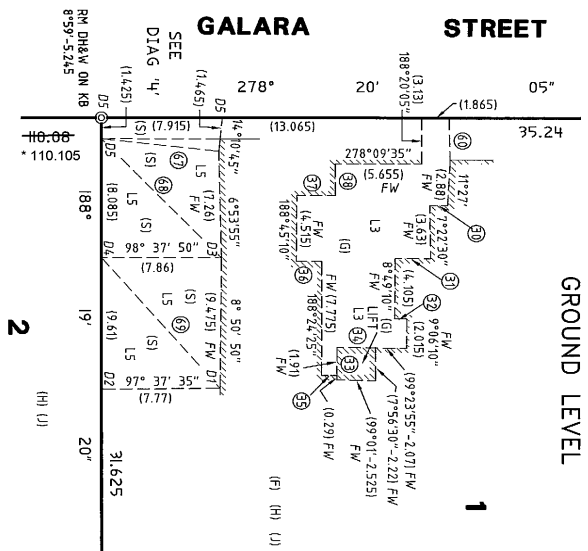 GALARA STREET
SEE
DIAG '4'
RM DH&W ON KB
8°59'-5.245
D5
(1.425)
(1.465)
D5
278° 20' 05"
188°20'05"
(3.13)
(1.865)
(S) (7.915)
(13.065)
35.24
110.08
* 110.105
14°10'45"
D5
(S)
67
68
L5
(7.26)
FW
6°53'55"
278°09'35"
(5.655)
FW
60
11°27'
(2.88)
FW
37
38
30
188°
(8.085)
L5
(S)
188°45'10"
(4.515)
FW
(G)
L3
(3.63)
FW
7°22'30"
D4
98° 37' 50"
(7.86)
D3
36
31
19'
(9.61)
L5
(S)
69
(S)
L5
(9.475) FW
8° 50' 50"
188°24'25"
FW (7.775)
8°49'10"
FW
(4.105)
32
L3
LIFT
(G)
34
9°06'10"
FW
(2.015)
2
D2
97° 37' 35"
(7.77)
D1
(1.91)
FW
33
35
(0.29) FW
(99°01'-2.525)
FW
(7°56'30"-2.22) FW
(99°23'55"-2.07) FW
(H) (J)
20"
31.625
(F) (H) (J)
1
GROUND LEVEL